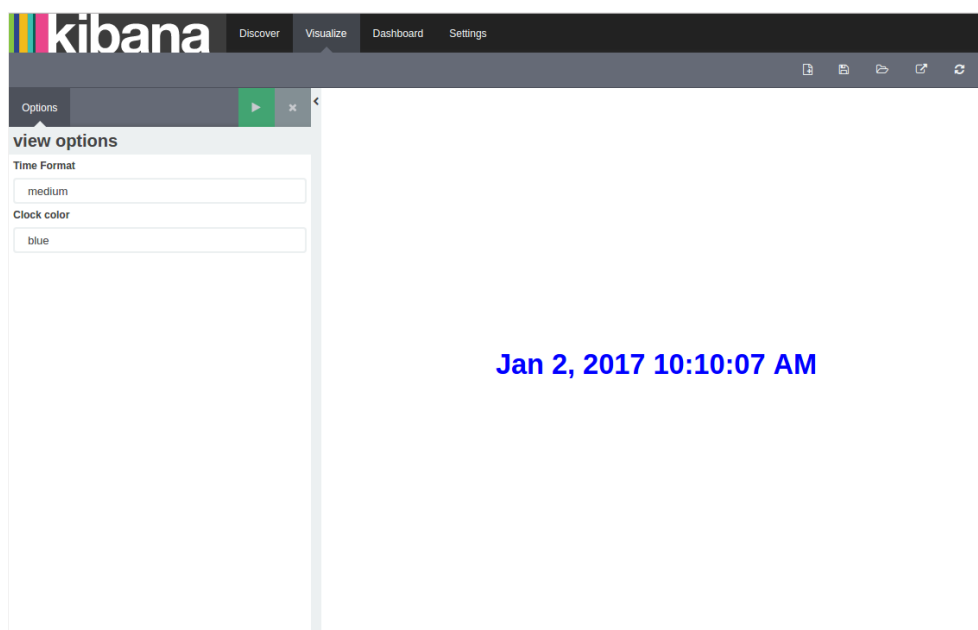 kibana Discover Visualize Dashboard Settings
Options
view options
Time Format
medium
Clock color
blue
Jan 2, 2017 10:10:07 AM